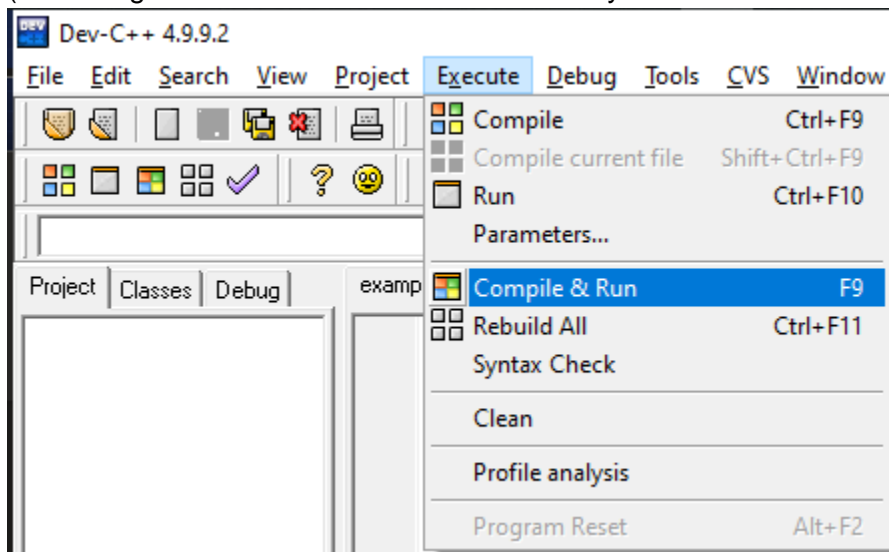 Dev-C++ 4.9.9.2
File Edit Search View Project Execute Debug Tools CVS Window
Compile Ctrl+F9
Compile current file Shift+Ctrl+F9
Run Ctrl+F10
Parameters...
Project Classes Debug examp
Compile & Run F9
Rebuild All Ctrl+F11
Syntax Check
Clean
Profile analysis
Program Reset Alt+F2